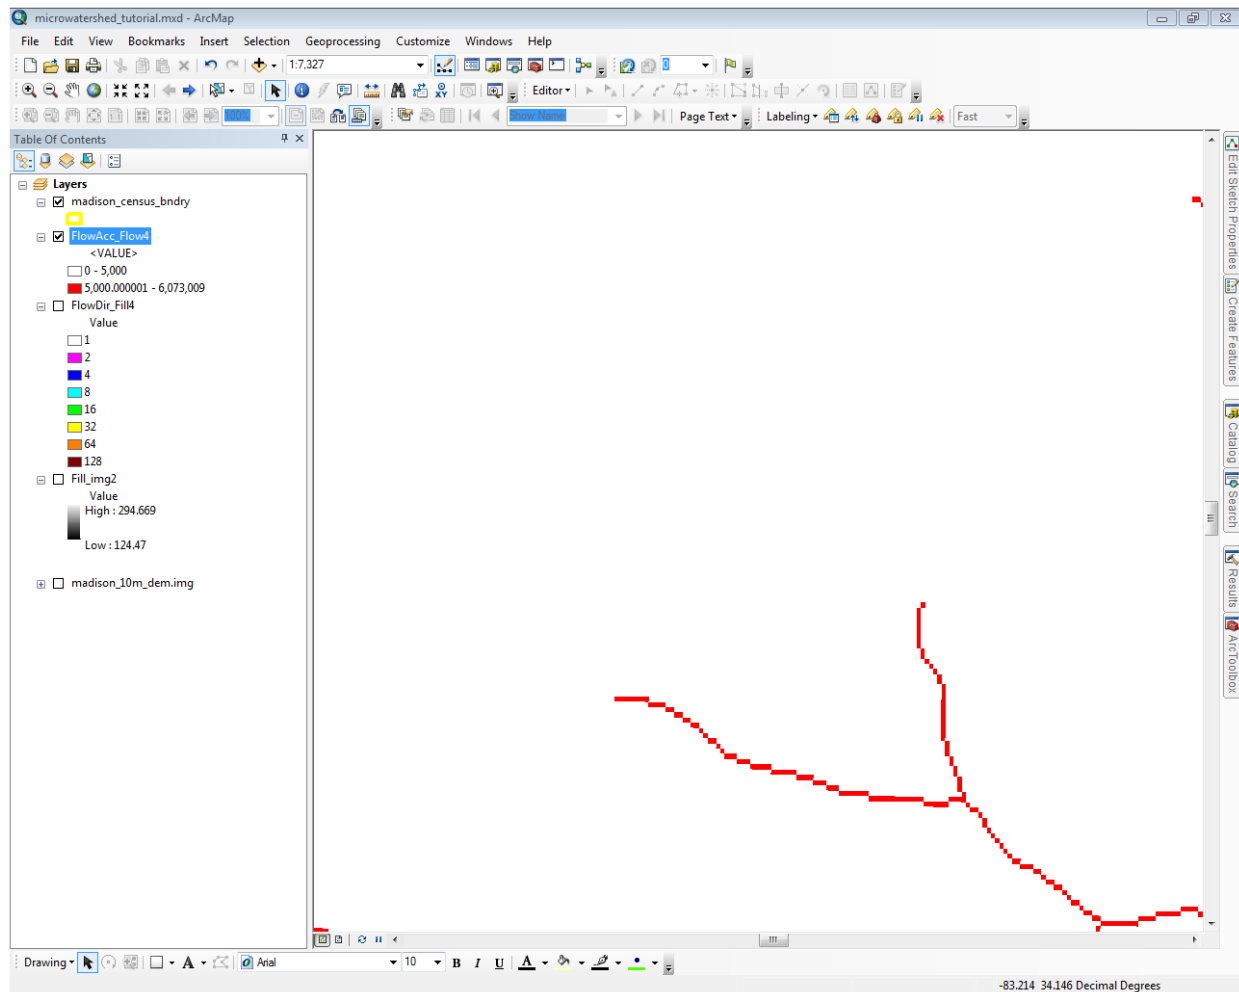 microwatershed_tutorial.mxd - ArcMap
File Edit View Bookmarks Insert Selection Geoprocessing Customize Windows Help
1:7,327
Editor
100%
Show Name
Page Text
Labeling
Fast
Table Of Contents
Layers
madison_census_bndry
FlowAcc_Flow4
<VALUE>
0 - 5,000
5,000.000001 - 6,073,009
FlowDir_Fill4
Value
1
2
4
8
16
32
64
128
Fill_img2
Value
High : 294.669
Low : 124.47
madison_10m_dem.img
Edit Sketch Properties
Create Features
Catalog
Search
Results
ArcToolbox
Drawing
A
Arial
10
B I U A
-83.214 34.146 Decimal Degrees